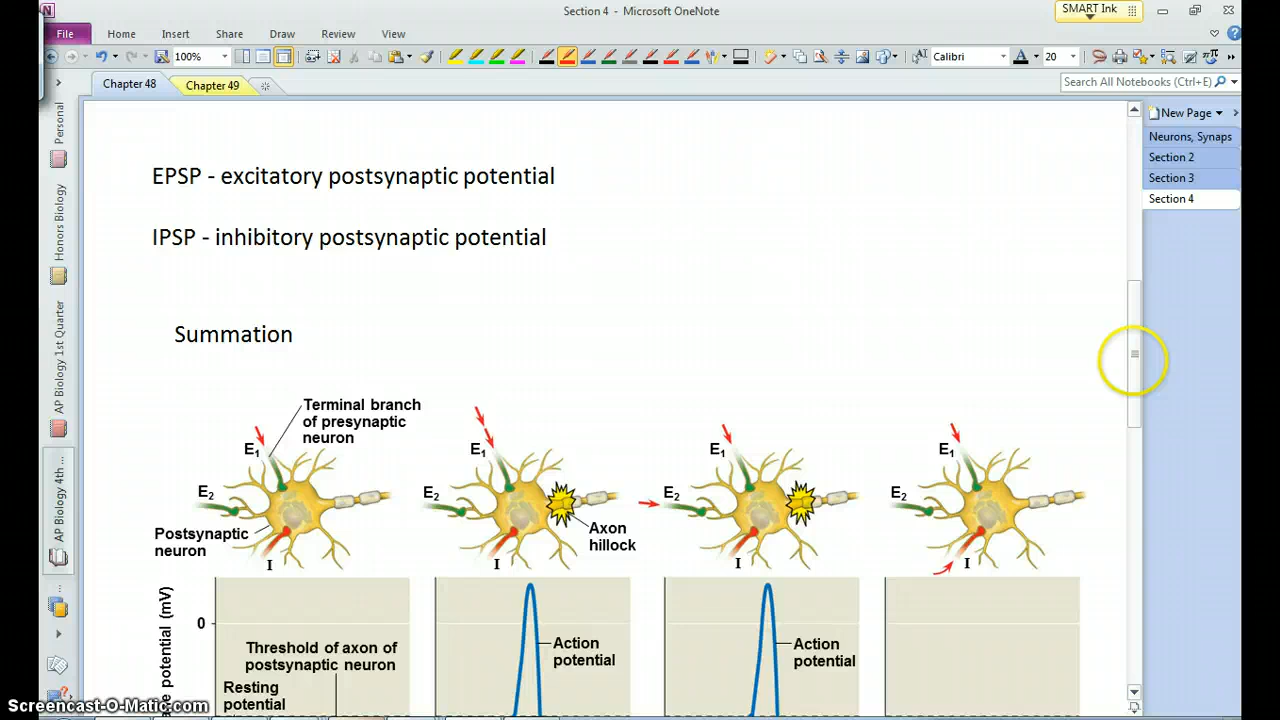 Section 4 - Microsoft OneNote
SMART Ink
File Home Insert Share Draw Review View
100%
Calibri
20
Chapter 48
Chapter 49
Search All Notebooks (Ctrl+E)
New Page
Neurons, Synaps
Section 2
Section 3
Section 4
Personal
Honors Biology
AP Biology 1st Quarter
AP Biology 4th ...
EPSP - excitatory postsynaptic potential
IPSP - inhibitory postsynaptic potential
Summation
Terminal branch
of presynaptic
neuron
E1
E2
Postsynaptic
neuron
I
E1
E2
Axon
hillock
I
E1
E2
I
E1
E2
I
0
Threshold of axon of
postsynaptic neuron
Resting
potential
Action
potential
Action
potential
potential (mV)
Screencast-O-Matic.com